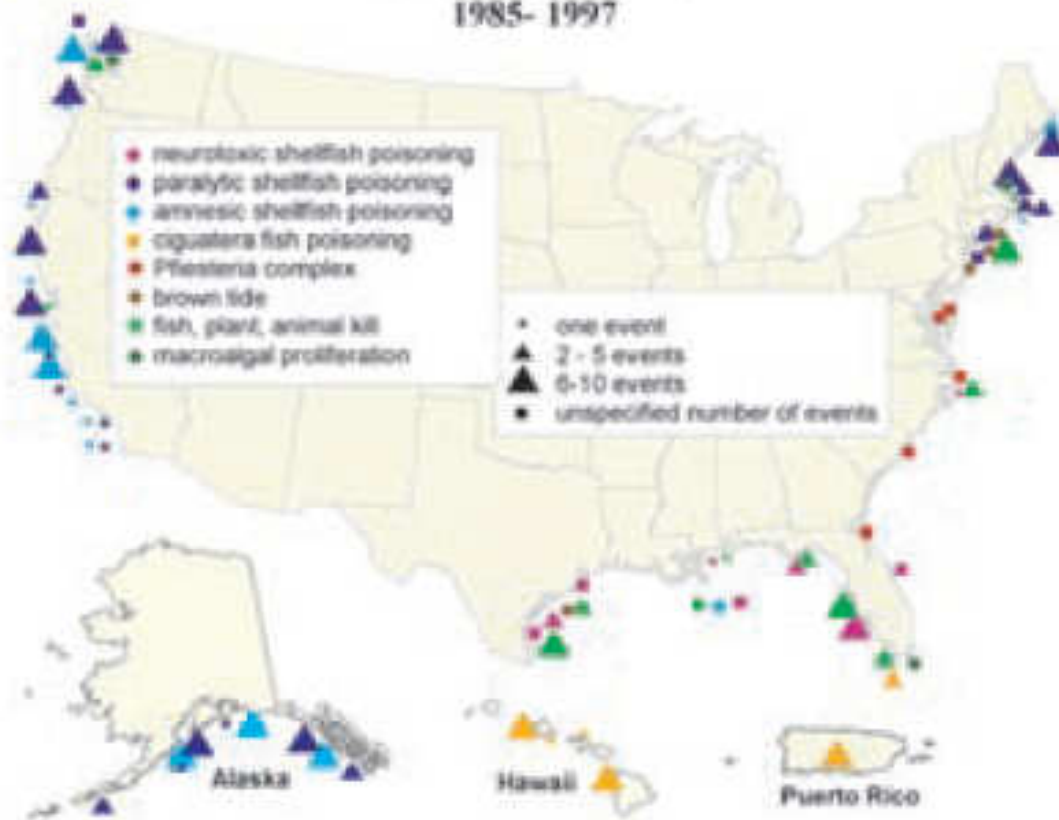 1985- 1997
neurotoxic shellfish poisoning
paralytic shellfish poisoning
amnesic shellfish poisoning
ciguatera fish poisoning
Pfiesteria complex
brown tide
fish, plant, animal kill
macroalgal proliferation
one event
2 - 5 events
6-10 events
unspecified number of events
Alaska
Hawaii
Puerto Rico